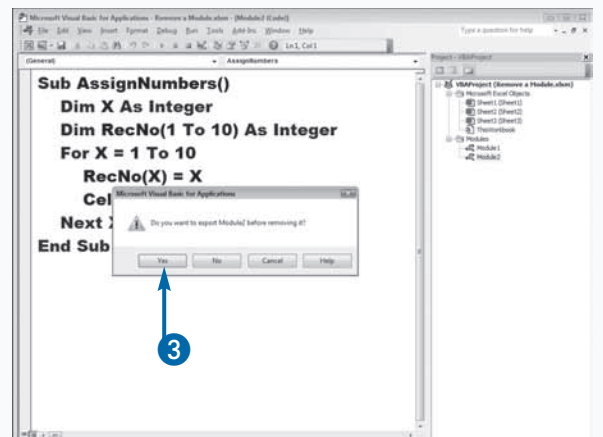 Microsoft Visual Basic for Applications - Remove a Module.xlsm - [Module2 (Code)]
File Edit View Insert Format Debug Run Tools Add-Ins Window Help
Type a question for help
Ln 1, Col 1
(General)
AssignNumbers
Project - VBAProject
Sub AssignNumbers()
Dim X As Integer
Dim RecNo(1 To 10) As Integer
For X = 1 To 10
RecNo(X) = X
Cel
Next X
End Sub
Microsoft Visual Basic for Applications
Do you want to export Module2 before removing it?
Yes No Cancel Help
3
VBAProject (Remove a Module.xlsm)
Microsoft Excel Objects
Sheet1 (Sheet1)
Sheet2 (Sheet2)
Sheet3 (Sheet3)
ThisWorkbook
Modules
Module1
Module2